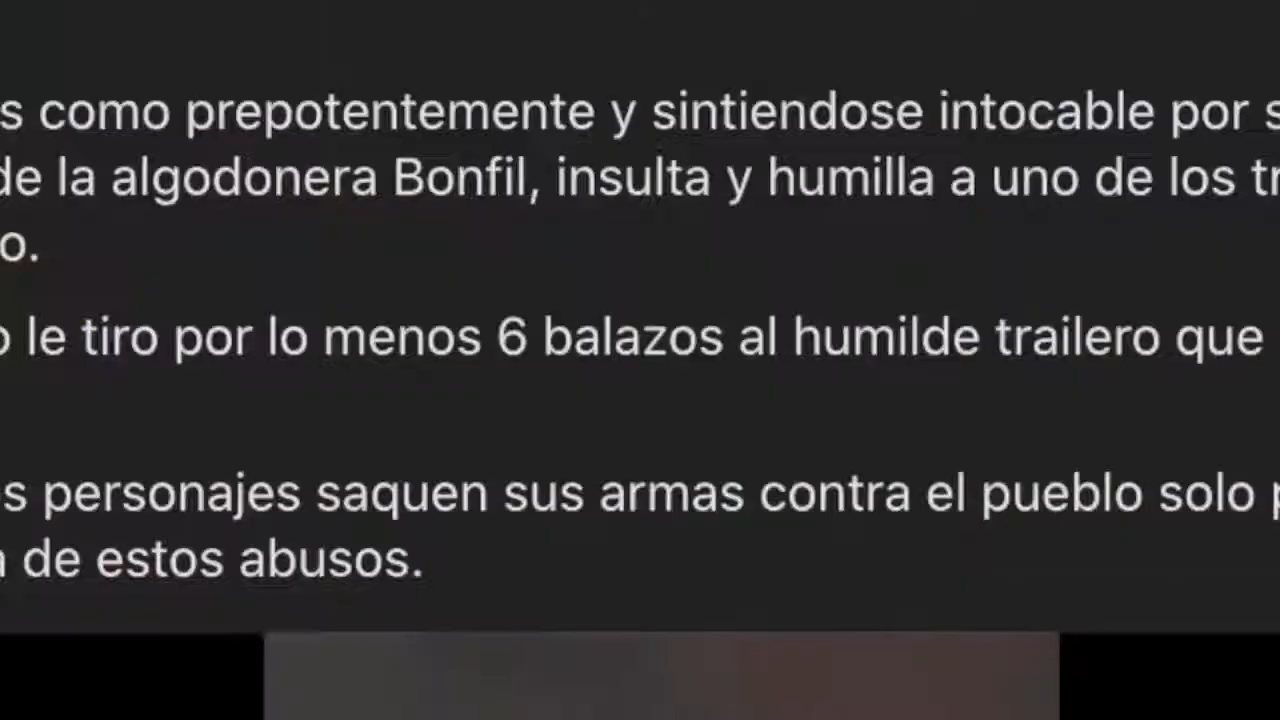 s como prepotentemente y sintiendose intocable por s
de la algodonera Bonfil, insulta y humilla a uno de los tr
o.
o le tiro por lo menos 6 balazos al humilde trailero que
s personajes saquen sus armas contra el pueblo solo p
a de estos abusos.